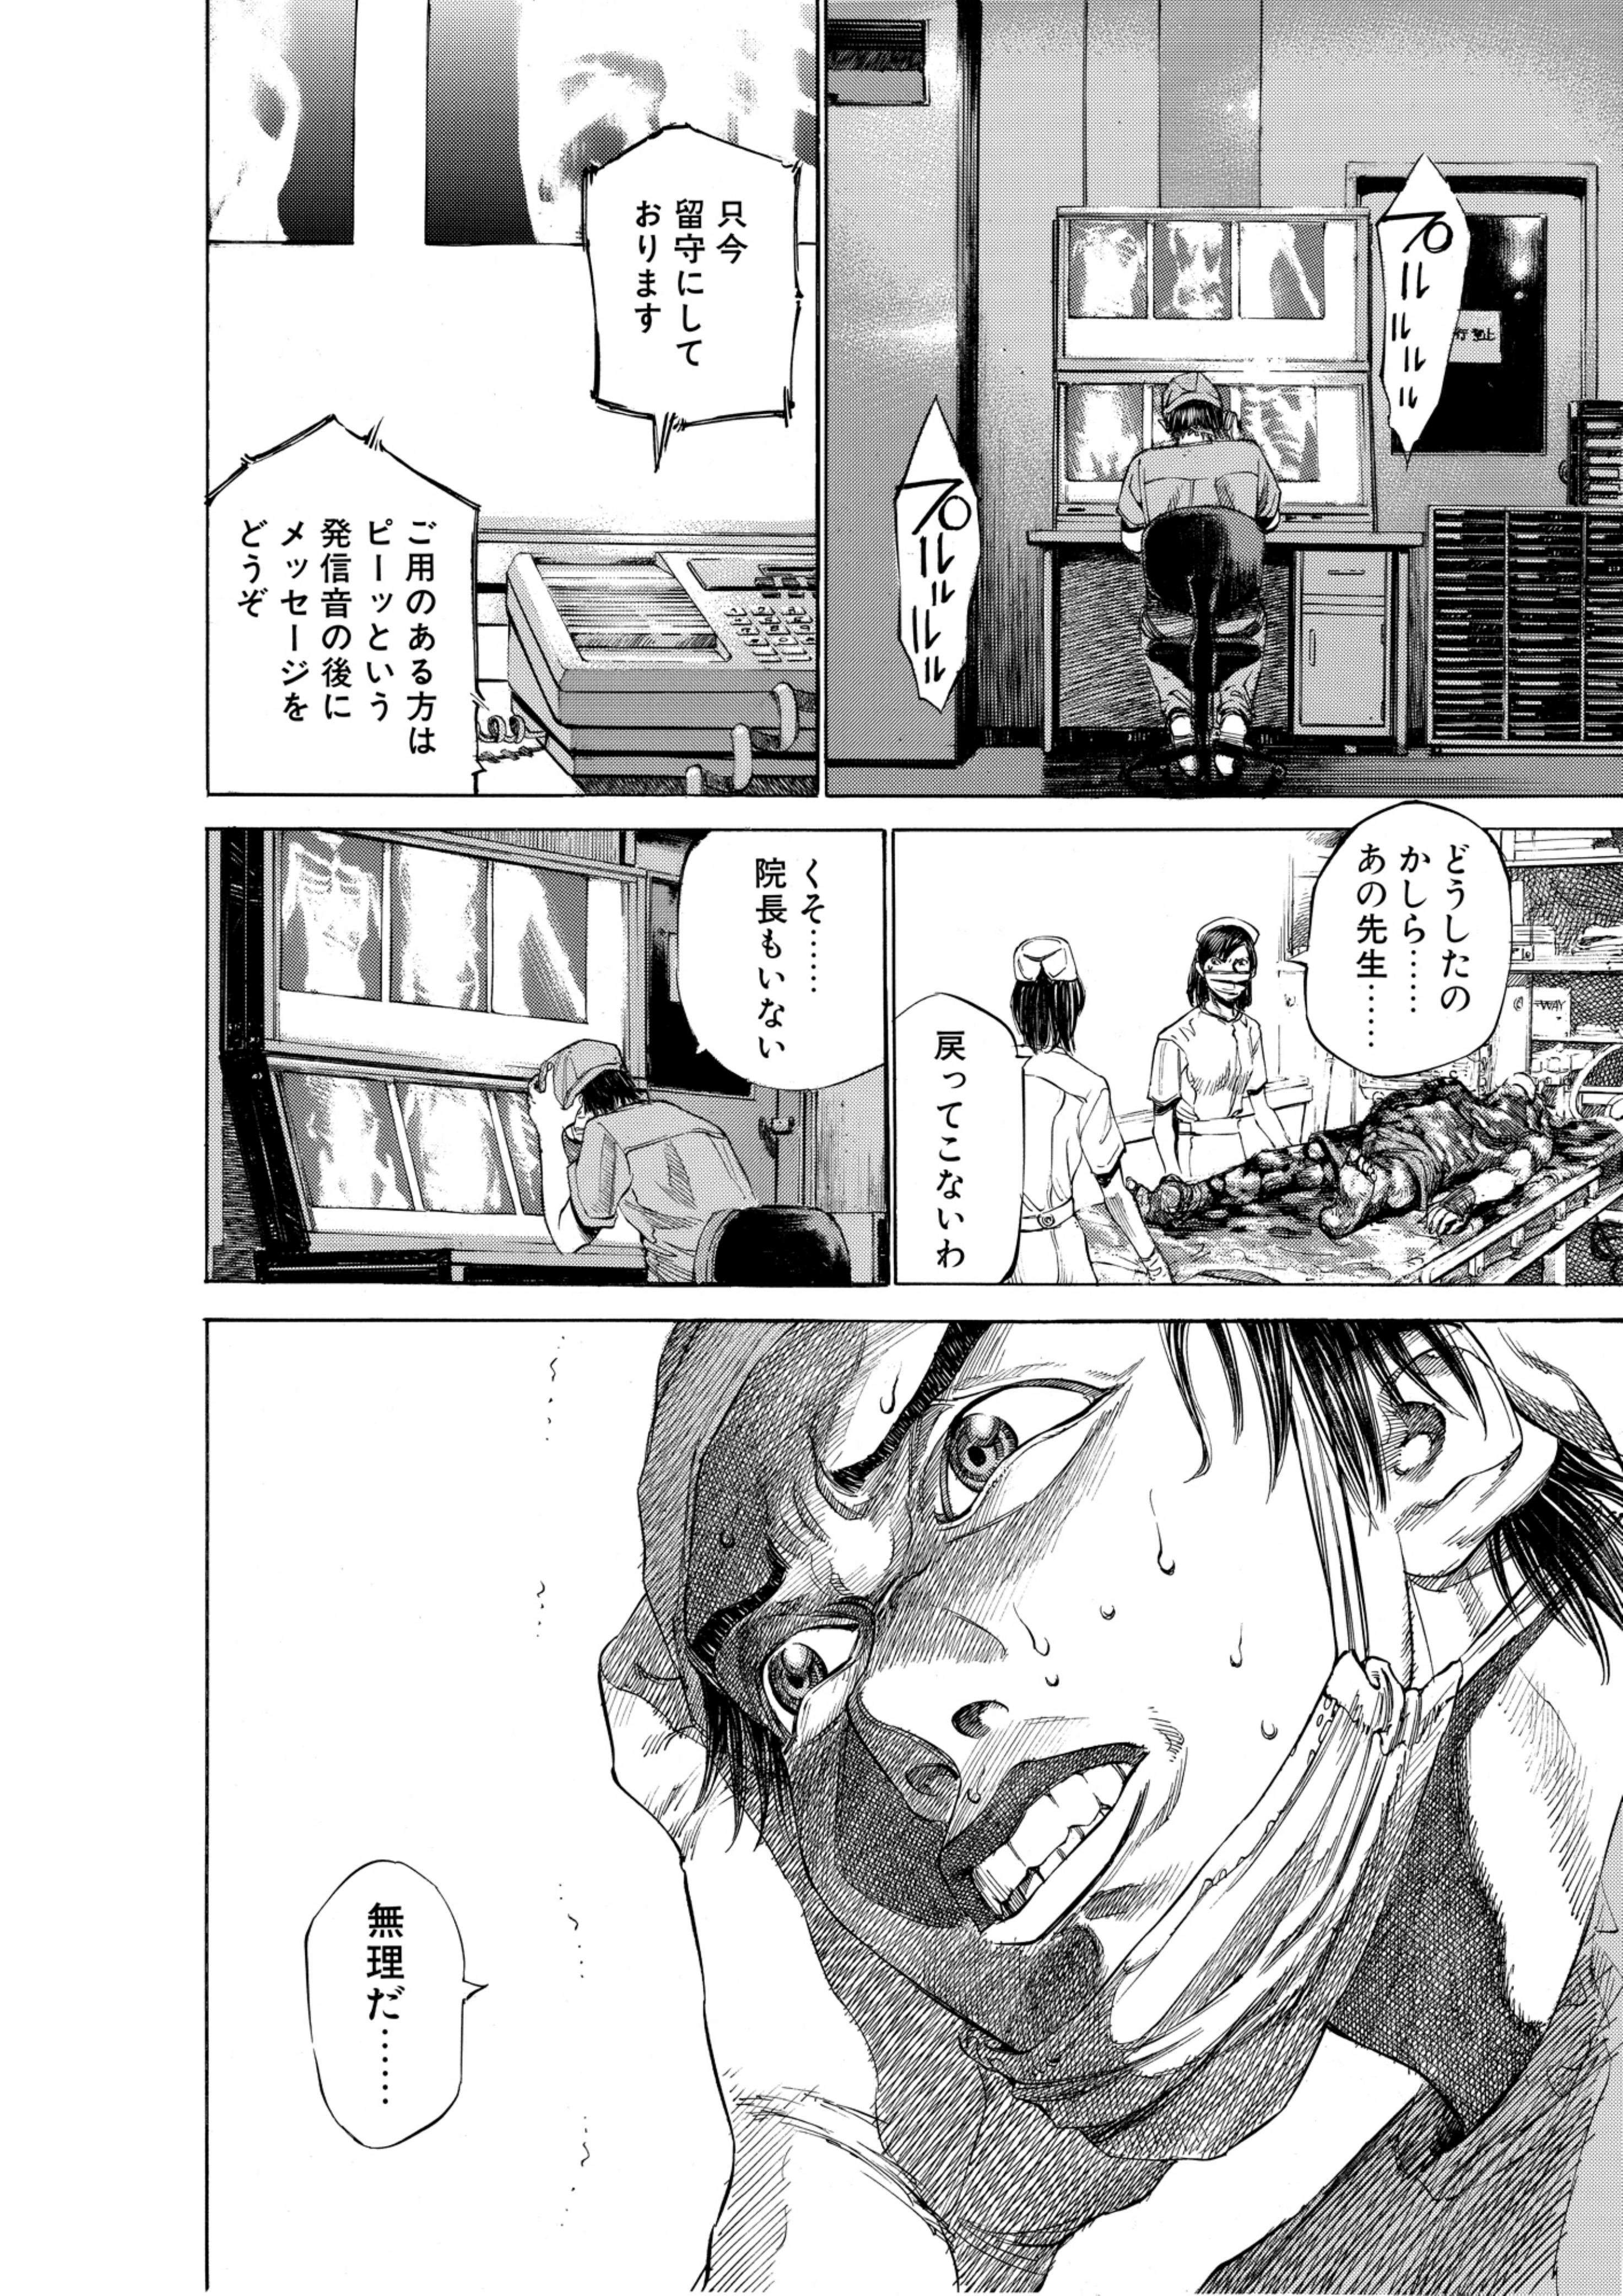 プルルルル
プルルルルル
只今
留守にして
おります
ご用のある方は
ピーッという
発信音の後に
メッセージを
どうぞ
どうしたの
かしら……
あの先生……
WAY
戻ってこないわ
くそ……
院長もいない
無理だ……